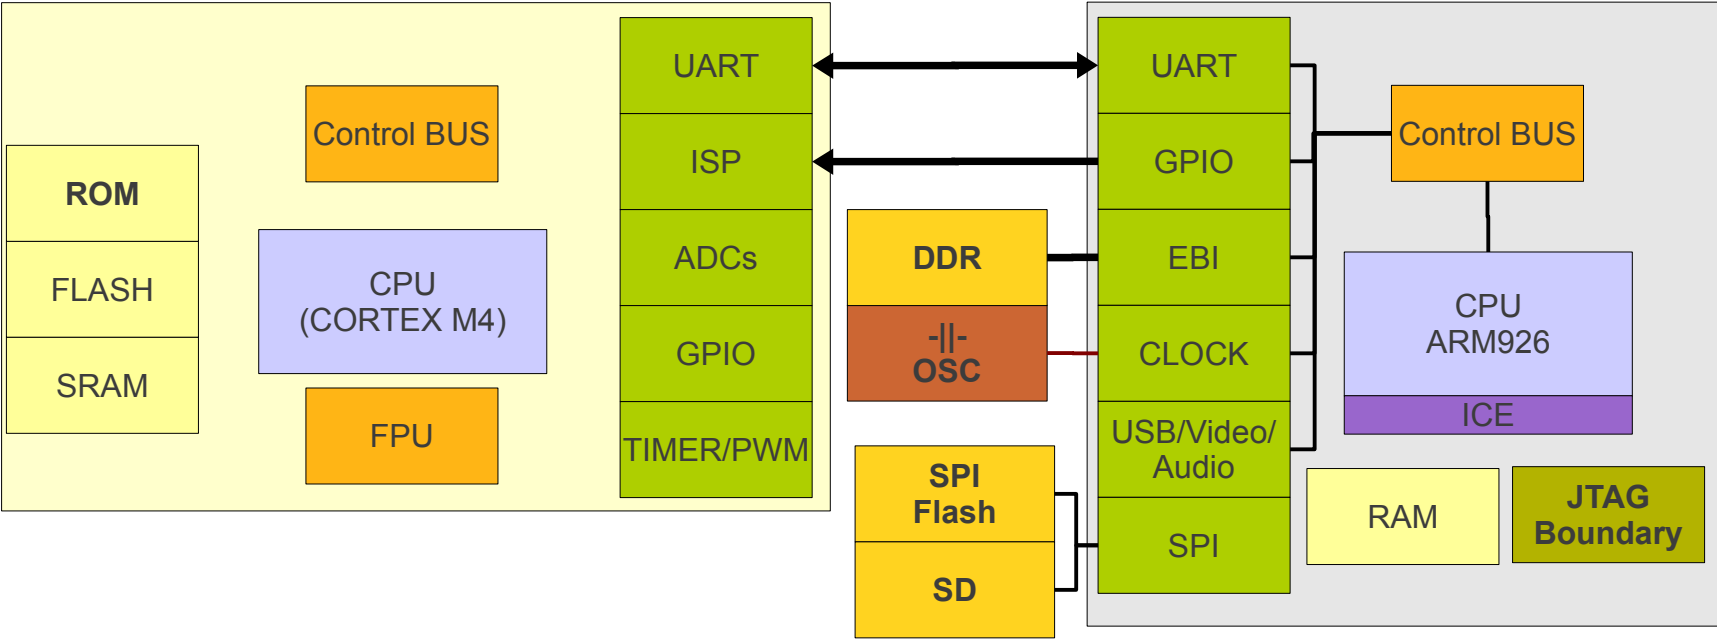 ROM
FLASH
SRAM
Control BUS
CPU
(CORTEX M4)
FPU
UART
ISP
ADCs
GPIO
TIMER/PWM
DDR
-||-
OSC
SPI
Flash
SD
UART
GPIO
EBI
CLOCK
USB/Video/
Audio
SPI
Control BUS
CPU
ARM926
ICE
RAM
JTAG
Boundary